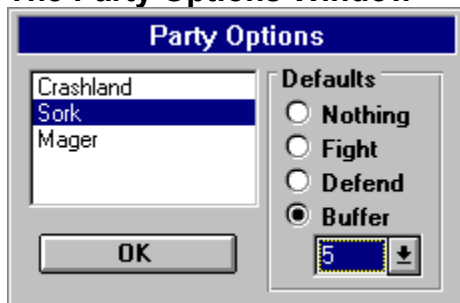 The Party Options Window
Party Options
Crashland
Sork
Mager
OK
Defaults
Nothing
Fight
Defend
Buffer
5